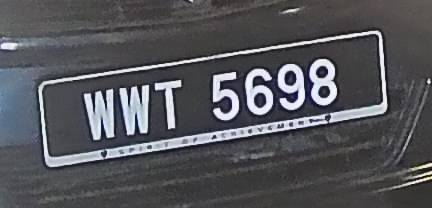 WWT 5698
SPIRIT OF ACHIEVEMENT